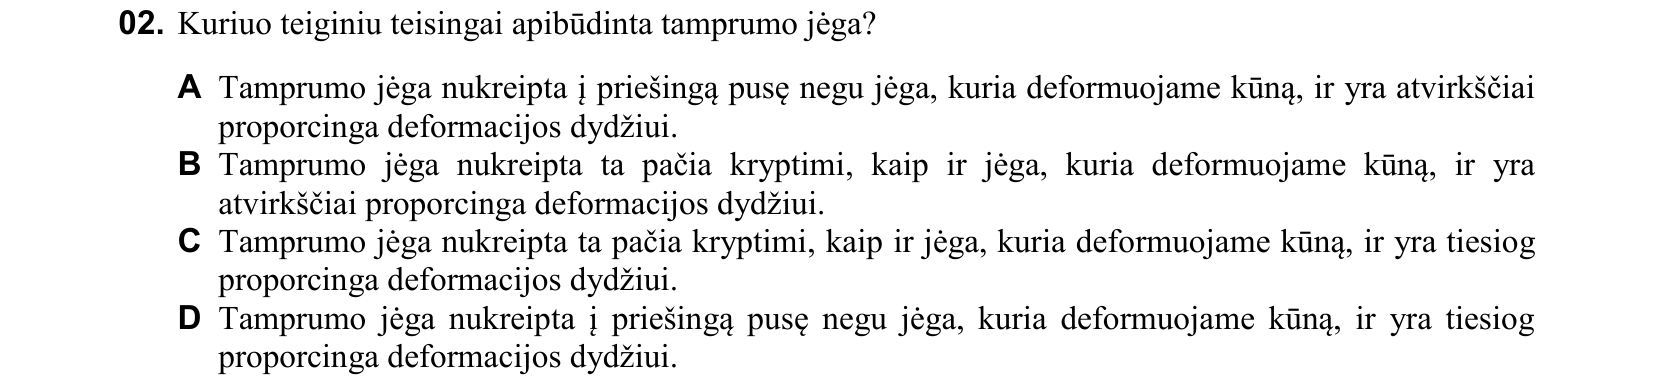 02. Kuriuo teiginiu teisingai apibūdinta tamprumo jėga?
A Tamprumo jėga nukreipta į priešingą pusę negu jėga, kuria deformuojame kūną, ir yra atvirkščiai
proporcinga deformacijos dydžiui.
B Tamprumo jėga nukreipta ta pačia kryptimi, kaip ir jėga, kuria deformuojame kūną, ir yra
atvirkščiai proporcinga deformacijos dydžiui.
C Tamprumo jėga nukreipta ta pačia kryptimi, kaip ir jėga, kuria deformuojame kūną, ir yra tiesiog
proporcinga deformacijos dydžiui.
D Tamprumo jėga nukreipta į priešingą pusę negu jėga, kuria deformuojame kūną, ir yra tiesiog
proporcinga deformacijos dydžiui.